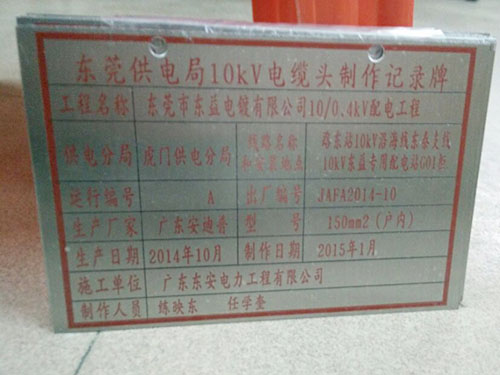 东莞供电局10kV电缆头制作记录牌
工程名称 东莞市东益电镀有限公司10/0.4kV配电工程
供电分局 虎门供电分局 线路名称和安装地点 路东站10kV沿海线东泰支线10kV东益专用配电站G01柜
运行编号 A 出厂编号 JAFA2014-10
生产厂家 广东安迪普 型号 150mm2（户内）
生产日期 2014年10月 制作日期 2015年1月
施工单位 广东东安电力工程有限公司
制作人员 练映东 任学奎